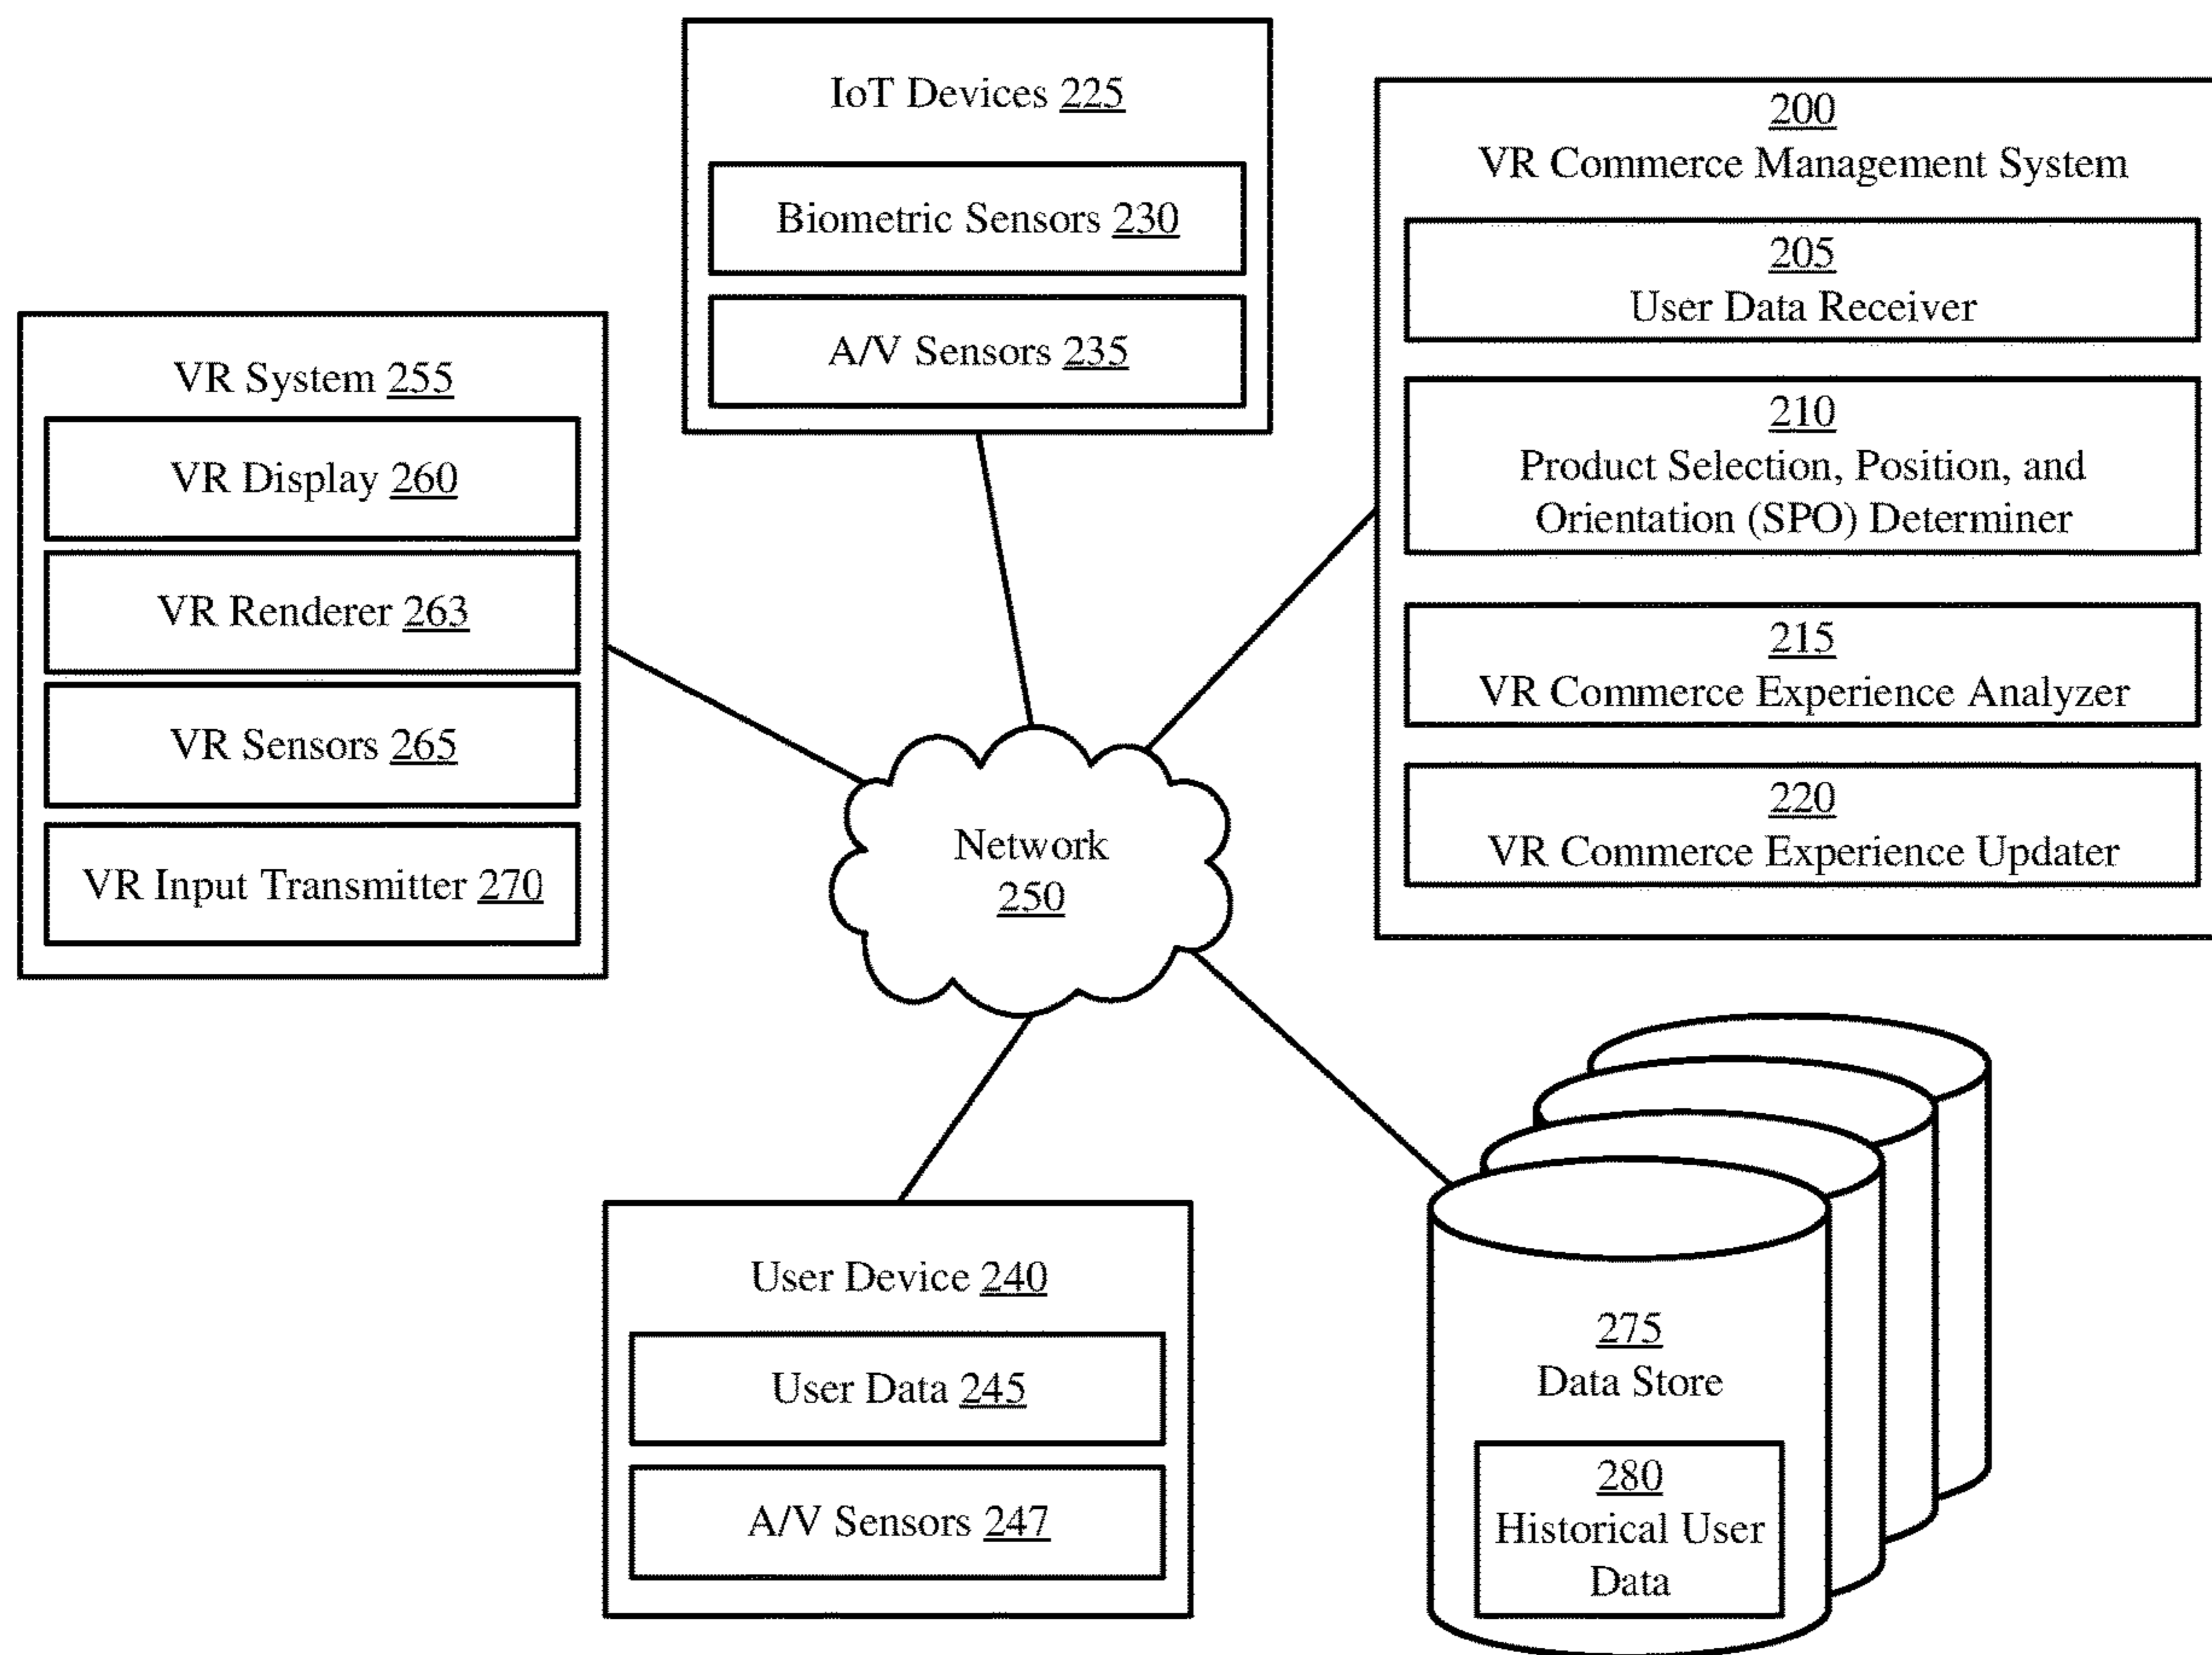 IoT Devices 225
Biometric Sensors 230
A/V Sensors 235
200
VR Commerce Management System
205
User Data Receiver
210
Product Selection, Position, and
Orientation (SPO) Determiner
215
VR Commerce Experience Analyzer
220
VR Commerce Experience Updater
VR System 255
VR Display 260
VR Renderer 263
VR Sensors 265
VR Input Transmitter 270
Network
250
User Device 240
User Data 245
A/V Sensors 247
275
Data Store
280
Historical User
Data